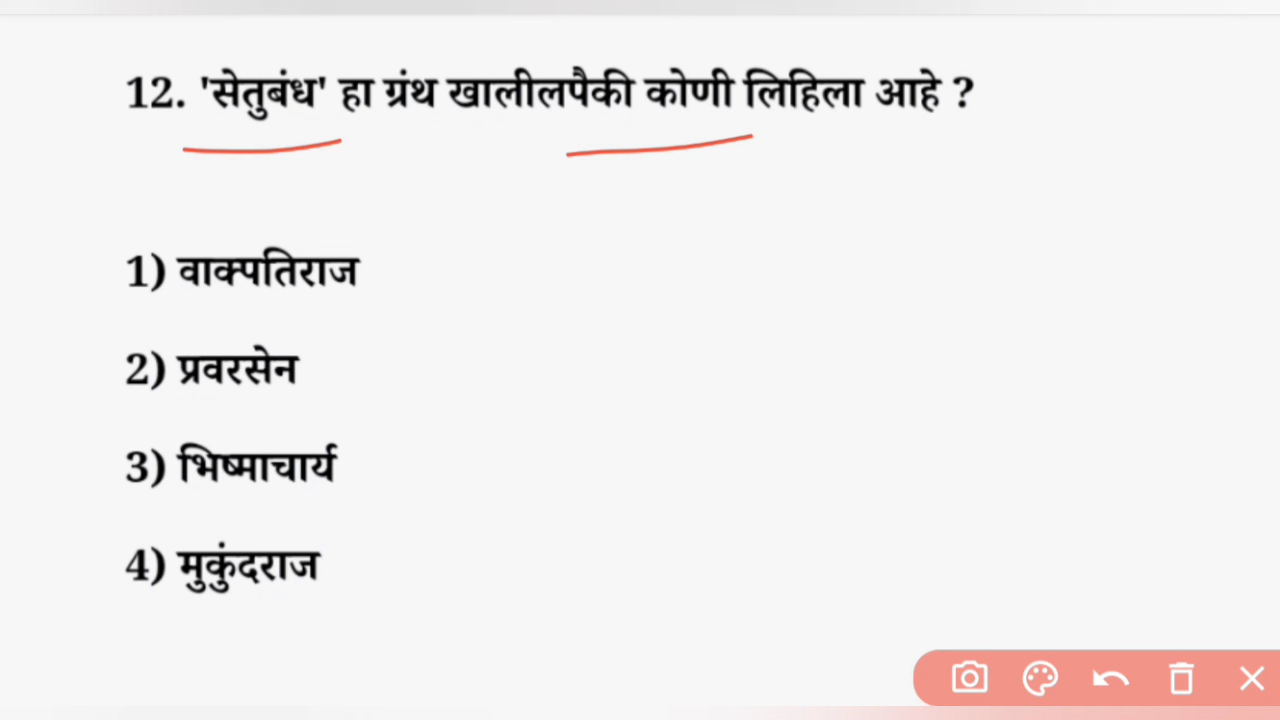 12. 'सेतुबंध' हा ग्रंथ खालीलपैकी कोणी लिहिला आहे ?
1) वाक्पतिराज
2) प्रवरसेन
3) भिष्माचार्य
4) मुकुंदराज